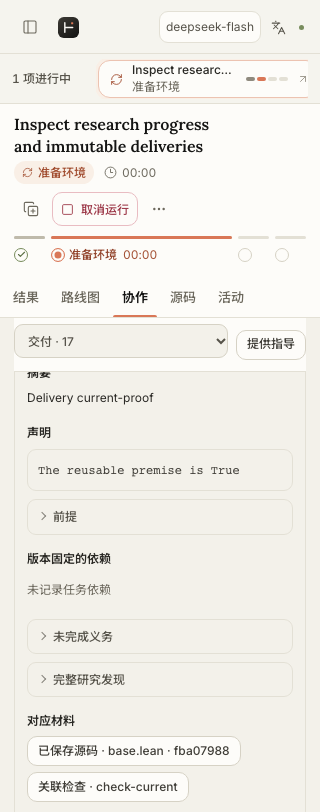 deepseek-flash
1 项进行中
Inspect researc...
准备环境
Inspect research progress
and immutable deliveries
准备环境 00:00
取消运行
准备环境 00:00
结果 路线图 协作 源码 活动
交付 · 17
提供指导
摘要
Delivery current-proof
声明
The reusable premise is True
前提
版本固定的依赖
未记录任务依赖
未完成义务
完整研究发现
对应材料
已保存源码 · base.lean · fba07988
关联检查 · check-current